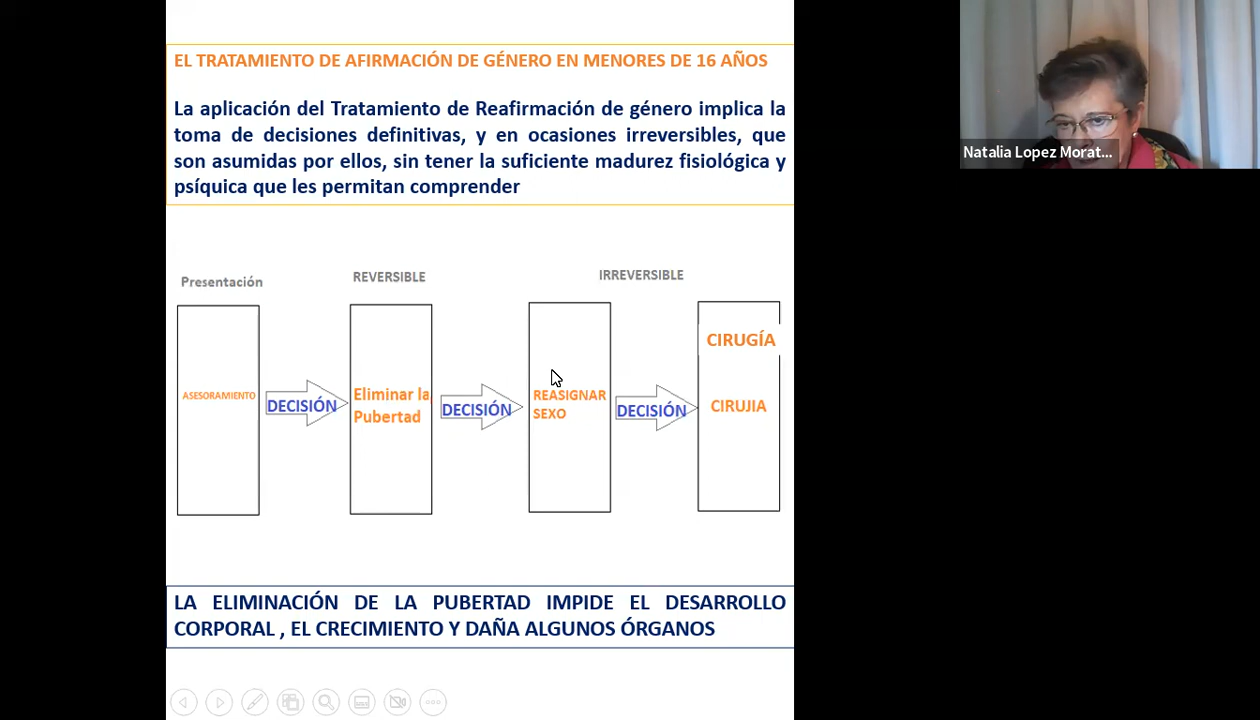 EL TRATAMIENTO DE AFIRMACIÓN DE GÉNERO EN MENORES DE 16 AÑOS
La aplicación del Tratamiento de Reafirmación de género implica la
toma de decisiones definitivas, y en ocasiones irreversibles, que
son asumidas por ellos, sin tener la suficiente madurez fisiológica y
psíquica que les permitan comprender
Natalia Lopez Morat...
Presentación
REVERSIBLE
IRREVERSIBLE
ASESORAMIENTO
DECISIÓN
Eliminar la
Pubertad
DECISIÓN
REASIGNAR
SEXO
DECISIÓN
CIRUGÍA
CIRUJIA
LA ELIMINACIÓN DE LA PUBERTAD IMPIDE EL DESARROLLO
CORPORAL , EL CRECIMIENTO Y DAÑA ALGUNOS ÓRGANOS